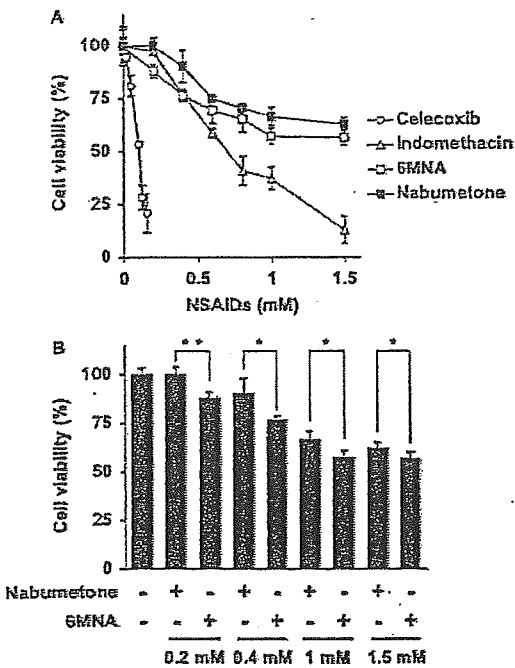 A
Cell viability (%)
100
75
50
25
0
0 0.5 1 1.5
NSAIDs (mM)
Celecoxib
Indomethacin
6MNA
Nabumetone
B
Cell viability (%)
100
75
50
25
0
** * * *
Nabumetone - + - + - + - + -
6MNA - - + - + - + - +
0.2 mM 0.4 mM 1 mM 1.5 mM